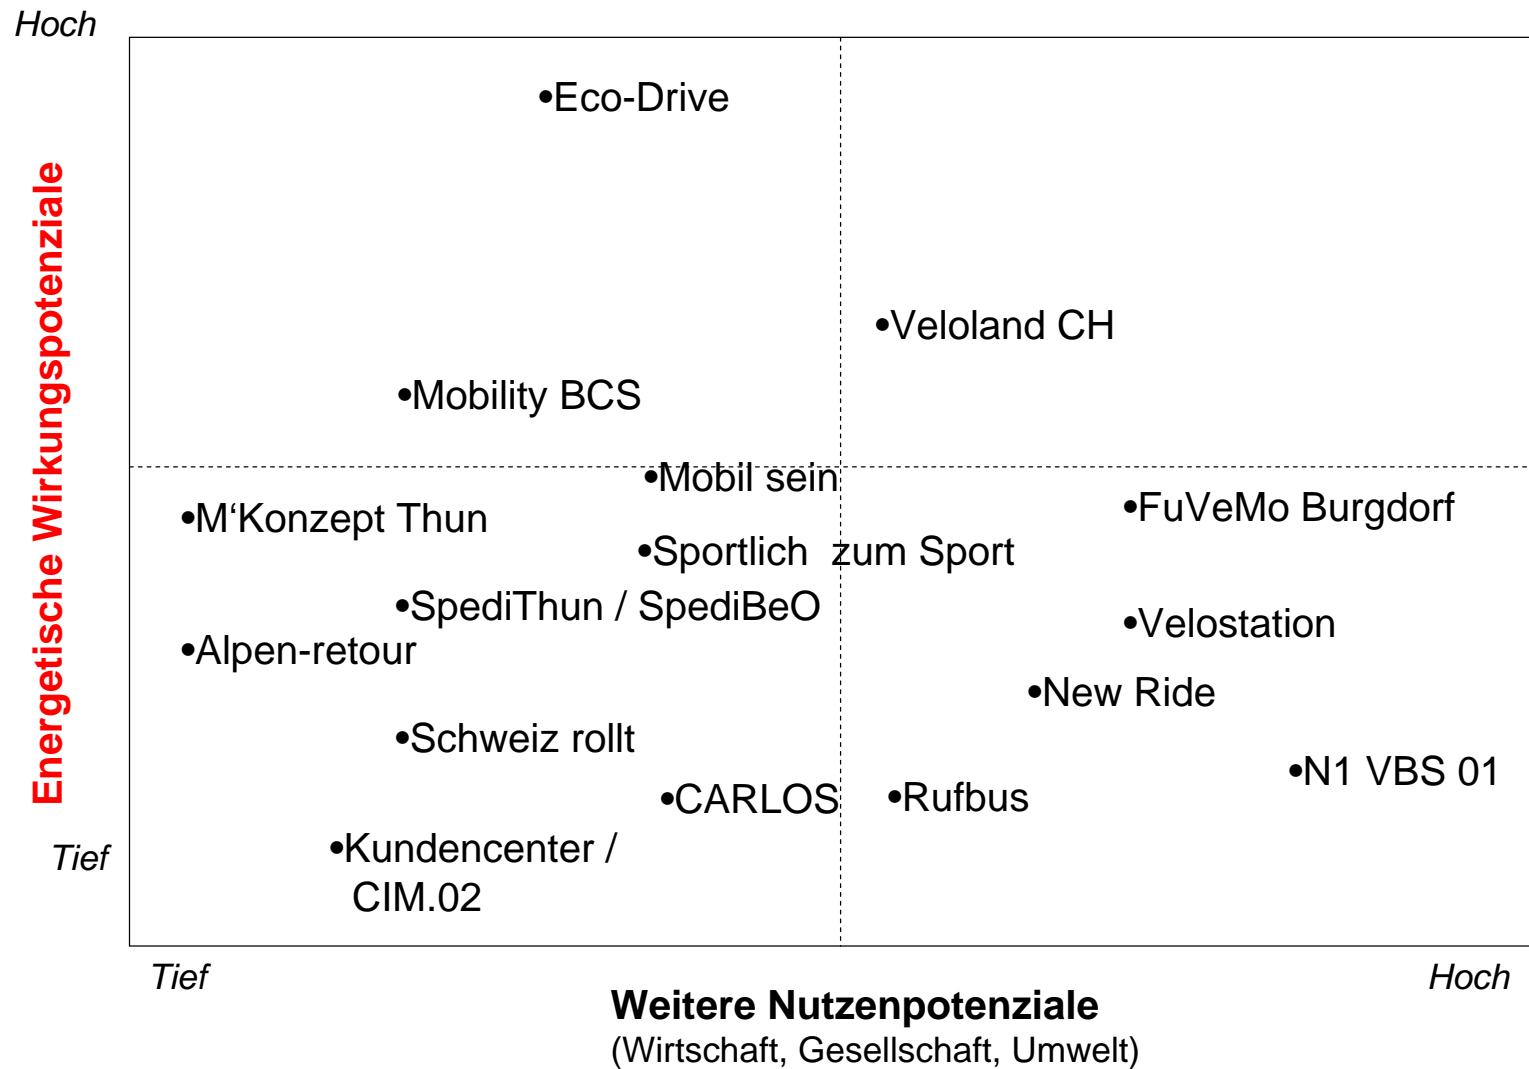 Hoch
•Eco-Drive
Energetische Wirkungspotenziale
•Veloland CH
•Mobility BCS
•Mobil sein
•FuVeMo Burgdorf
•M‘Konzept Thun
•Sportlich  zum Sport
•SpediThun / SpediBeO
•Velostation
•Alpen-retour
•New Ride
•Schweiz rollt
•N1 VBS 01
•CARLOS
•Rufbus
•Kundencenter /
CIM.02
Tief
Tief
Hoch
Weitere Nutzenpotenziale
(Wirtschaft, Gesellschaft, Umwelt)